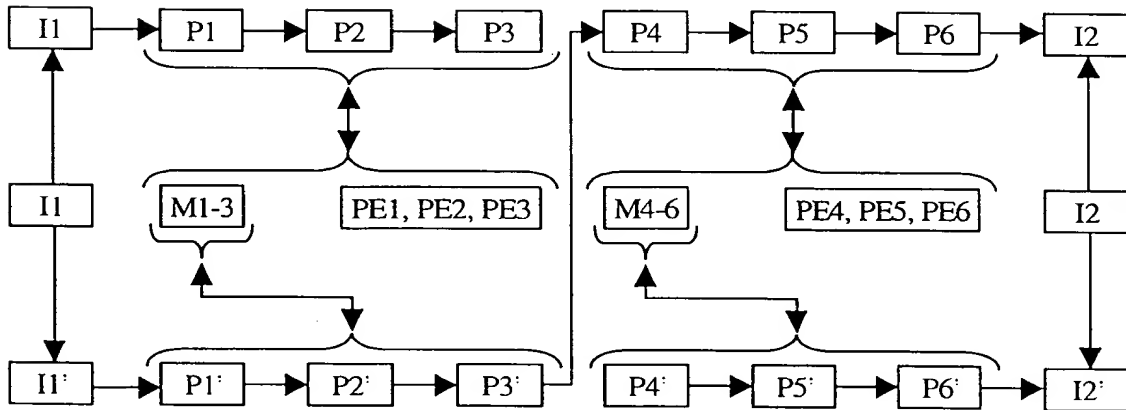 I1 P1 P2 P3 P4 P5 P6 I2
I1 M1-3 PE1, PE2, PE3 M4-6 PE4, PE5, PE6 I2
I1' P1' P2' P3' P4' P5' P6' I2'